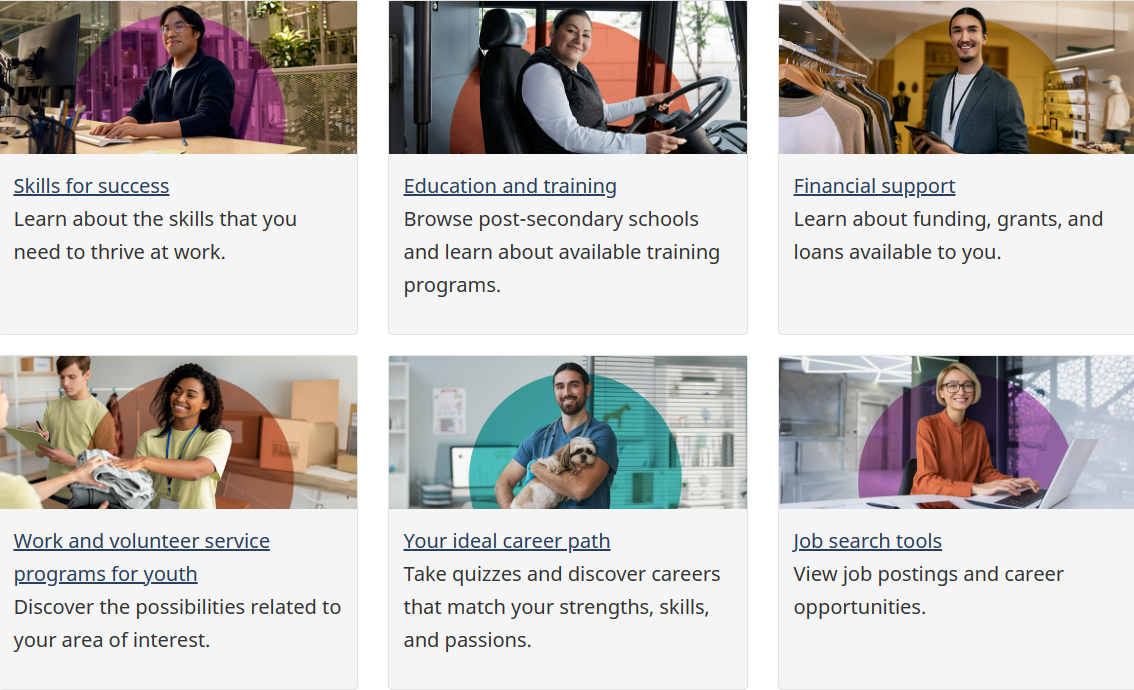 Skills for success
Learn about the skills that you
need to thrive at work.
Education and training
Browse post-secondary schools
and learn about available training
programs.
Financial support
Learn about funding, grants, and
loans available to you.
Work and volunteer service
programs for youth
Discover the possibilities related to
your area of interest.
Your ideal career path
Take quizzes and discover careers
that match your strengths, skills,
and passions.
Job search tools
View job postings and career
opportunities.